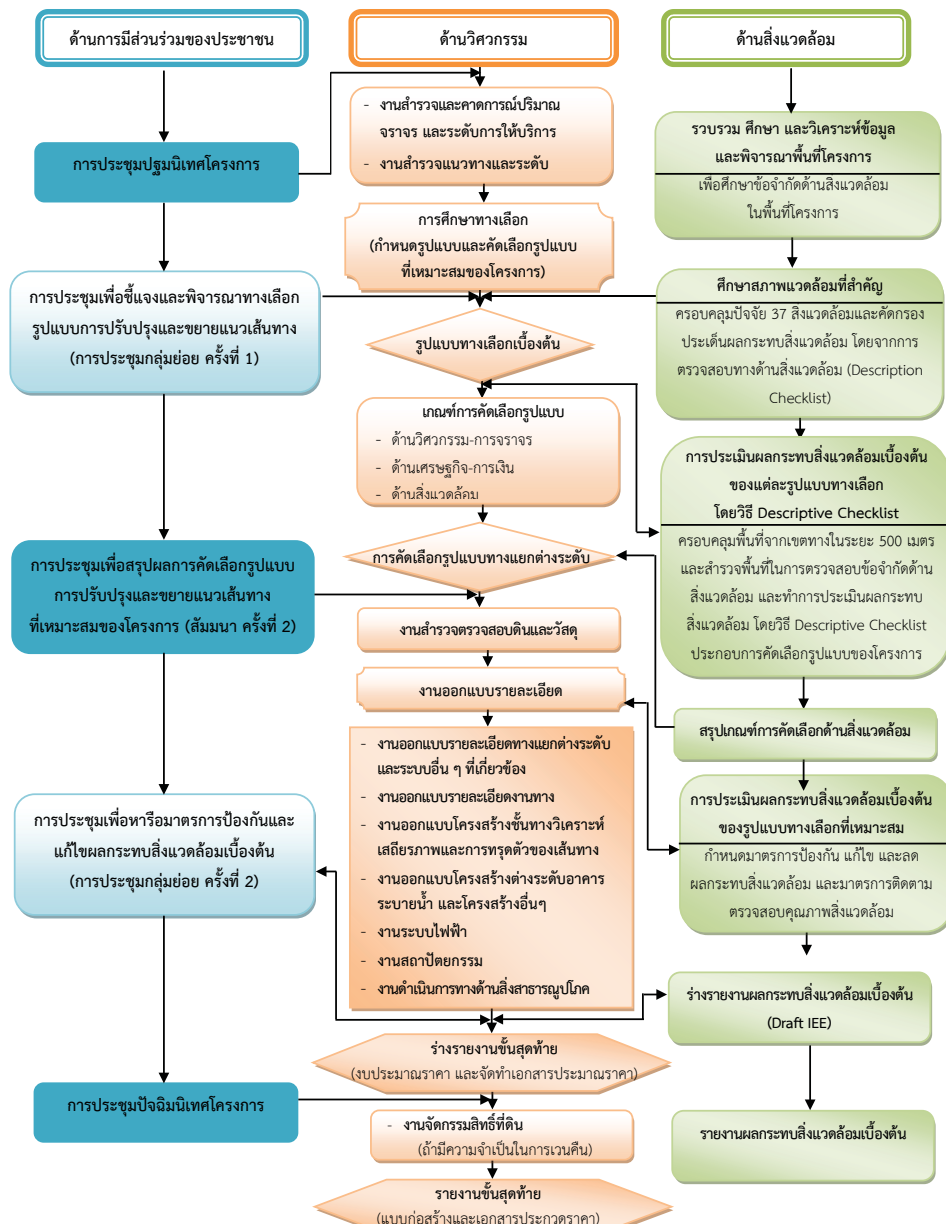 ด้านการมีส่วนร่วมของประชาชน
การประชุมปฐมนิเทศโครงการ
การประชุมเพื่อชี้แจงและพิจารณาทางเลือก
รูปแบบการปรับปรุงและขยายแนวเส้นทาง
(การประชุมกลุ่มย่อย ครั้งที่ 1)
การประชุมเพื่อสรุปผลการคัดเลือกรูปแบบ
การปรับปรุงและขยายแนวเส้นทาง
ที่เหมาะสมของโครงการ (สัมมนา ครั้งที่ 2)
การประชุมเพื่อหารือมาตรการป้องกันและ
แก้ไขผลกระทบสิ่งแวดล้อมเบื้องต้น
(การประชุมกลุ่มย่อย ครั้งที่ 2)
การประชุมปัจฉิมนิเทศโครงการ
ด้านวิศวกรรม
- งานสำรวจและคาดการณ์ปริมาณ
จราจร และระดับการให้บริการ
- งานสำรวจแนวทางและระดับ
การศึกษาทางเลือก
(กำหนดรูปแบบและคัดเลือกรูปแบบ
ที่เหมาะสมของโครงการ)
รูปแบบทางเลือกเบื้องต้น
เกณฑ์การคัดเลือกรูปแบบ
- ด้านวิศวกรรม-การจราจร
- ด้านเศรษฐกิจ-การเงิน
- ด้านสิ่งแวดล้อม
การคัดเลือกรูปแบบทางแยกต่างระดับ
งานสำรวจตรวจสอบดินและวัสดุ
งานออกแบบรายละเอียด
- งานออกแบบรายละเอียดทางแยกต่างระดับ
และระบบอื่น ๆ ที่เกี่ยวข้อง
- งานออกแบบรายละเอียดงานทาง
- งานออกแบบโครงสร้างชั้นทางวิเคราะห์
เสถียรภาพและการทรุดตัวของเส้นทาง
- งานออกแบบโครงสร้างต่างระดับอาคาร
ระบายน้ำ และโครงสร้างอื่นๆ
- งานระบบไฟฟ้า
- งานสถาปัตยกรรม
- งานดำเนินการทางด้านสิ่งสาธารณูปโภค
ร่างรายงานขั้นสุดท้าย
(งบประมาณราคา และจัดทำเอกสารประมาณราคา)
- งานจัดกรรมสิทธิ์ที่ดิน
(ถ้ามีความจำเป็นในการเวนคืน)
รายงานขั้นสุดท้าย
(แบบก่อสร้างและเอกสารประกวดราคา)
ด้านสิ่งแวดล้อม
รวบรวม ศึกษา และวิเคราะห์ข้อมูล
และพิจารณาพื้นที่โครงการ
เพื่อศึกษาข้อจำกัดด้านสิ่งแวดล้อม
ในพื้นที่โครงการ
ศึกษาสภาพแวดล้อมที่สำคัญ
ครอบคลุมปัจจัย 37 สิ่งแวดล้อมและคัดกรอง
ประเด็นผลกระทบสิ่งแวดล้อม โดยจากการ
ตรวจสอบทางด้านสิ่งแวดล้อม (Description
Checklist)
การประเมินผลกระทบสิ่งแวดล้อมเบื้องต้น
ของแต่ละรูปแบบทางเลือก
โดยวิธี Descriptive Checklist
ครอบคลุมพื้นที่จากเขตทางในระยะ 500 เมตร
และสำรวจพื้นที่ในการตรวจสอบข้อจำกัดด้าน
สิ่งแวดล้อม และทำการประเมินผลกระทบ
สิ่งแวดล้อม โดยวิธี Descriptive Checklist
ประกอบการคัดเลือกรูปแบบของโครงการ
สรุปเกณฑ์การคัดเลือกด้านสิ่งแวดล้อม
การประเมินผลกระทบสิ่งแวดล้อมเบื้องต้น
ของรูปแบบทางเลือกที่เหมาะสม
กำหนดมาตรการป้องกัน แก้ไข และลด
ผลกระทบสิ่งแวดล้อม และมาตรการติดตาม
ตรวจสอบคุณภาพสิ่งแวดล้อม
ร่างรายงานผลกระทบสิ่งแวดล้อมเบื้องต้น
(Draft IEE)
รายงานผลกระทบสิ่งแวดล้อมเบื้องต้น